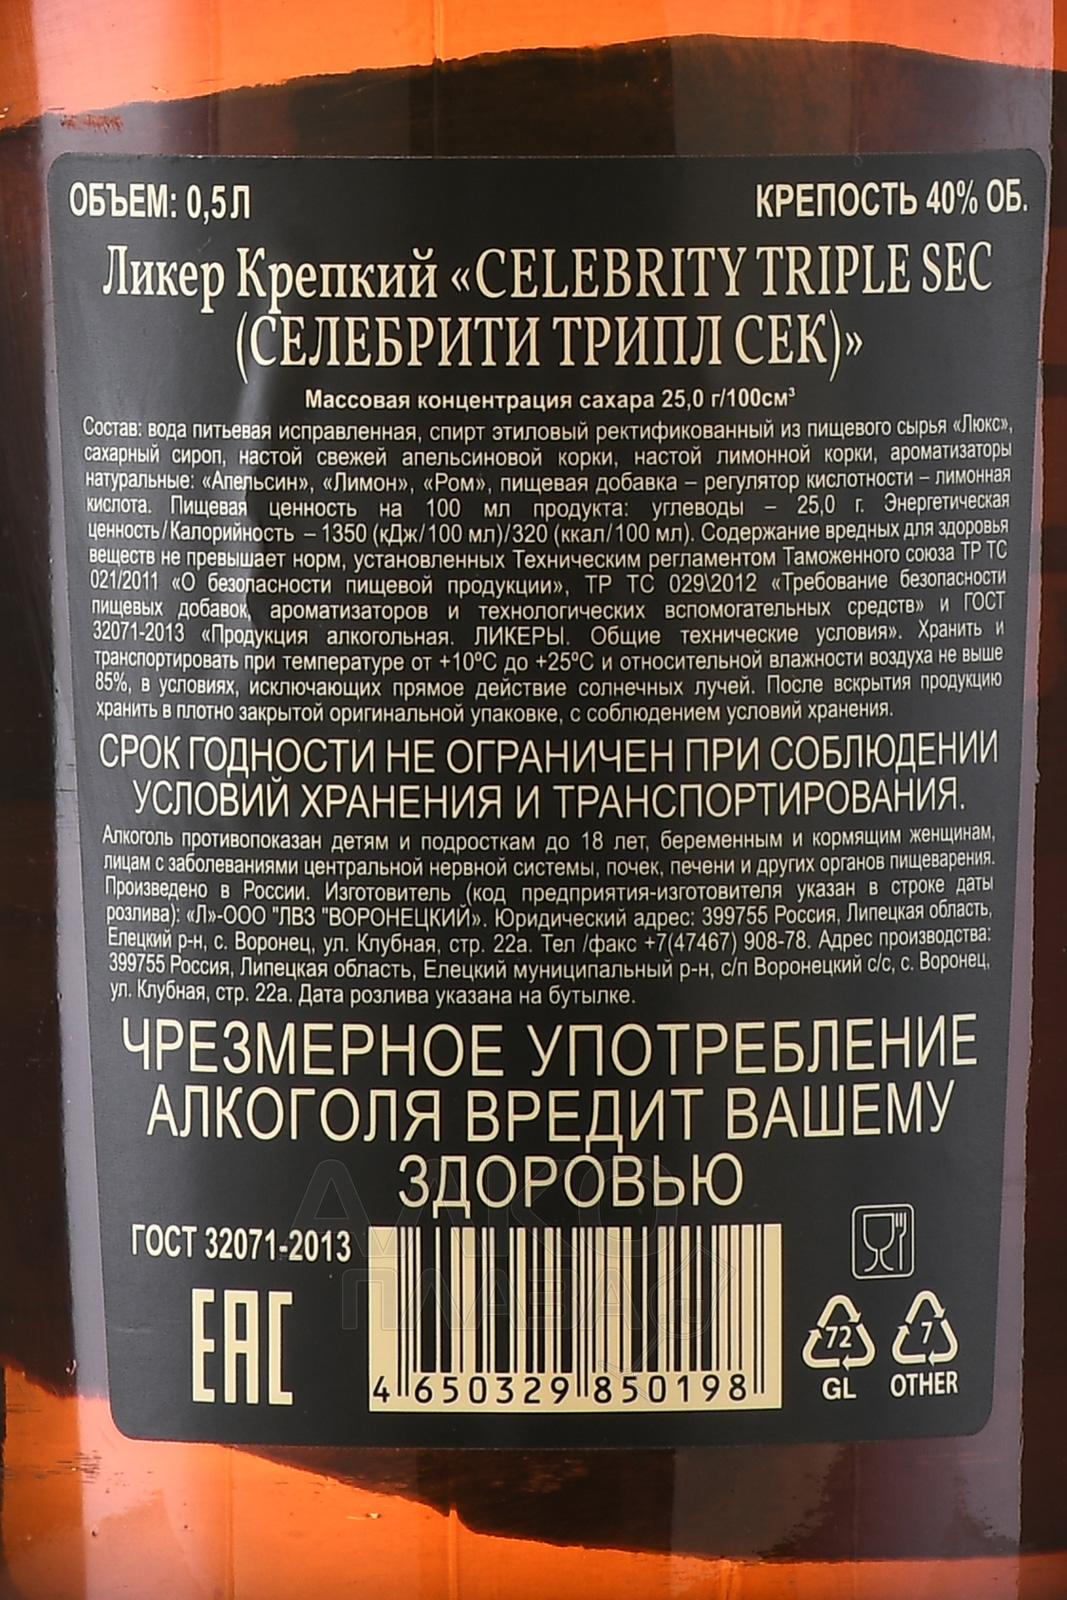 ОБЪЕМ: 0,5Л
КРЕПОСТЬ 40% ОБ.
Ликер Крепкий «CELEBRITY TRIPLE SEC
(СЕЛЕБРИТИ ТРИПЛ СЕК)»
Массовая концентрация сахара 25,0 г/100см³
Состав: вода питьевая исправленная, спирт этиловый ректификованный из пищевого сырья «Люкс»,
сахарный сироп, настой свежей апельсиновой корки, настой лимонной корки, ароматизаторы
натуральные: «Апельсин», «Лимон», «Ром», пищевая добавка – регулятор кислотности – лимонная
кислота. Пищевая ценность на 100 мл продукта: углеводы – 25,0 г. Энергетическая
ценность/Калорийность – 1350 (кДж/100 мл)/320 (ккал/100 мл). Содержание вредных для здоровья
веществ не превышает норм, установленных Техническим регламентом Таможенного союза ТР ТС
021/2011 «О безопасности пищевой продукции», ТР ТС 029\2012 «Требование безопасности
пищевых добавок, ароматизаторов и технологических вспомогательных средств» и ГОСТ
32071-2013 «Продукция алкогольная. ЛИКЕРЫ. Общие технические условия». Хранить и
транспортировать при температуре от +10ºС до +25ºС и относительной влажности воздуха не выше
85%, в условиях, исключающих прямое действие солнечных лучей. После вскрытия продукцию
хранить в плотно закрытой оригинальной упаковке, с соблюдением условий хранения.
СРОК ГОДНОСТИ НЕ ОГРАНИЧЕН ПРИ СОБЛЮДЕНИИ
УСЛОВИЙ ХРАНЕНИЯ И ТРАНСПОРТИРОВАНИЯ.
Алкоголь противопоказан детям и подросткам до 18 лет, беременным и кормящим женщинам,
лицам с заболеваниями центральной нервной системы, почек, печени и других органов пищеварения.
Произведено в России. Изготовитель (код предприятия-изготовителя указан в строке даты
розлива): «Л»-ООО "ЛВЗ "ВОРОНЕЦКИЙ». Юридический адрес: 399755 Россия, Липецкая область,
Елецкий р-н, с. Воронец, ул. Клубная, стр. 22а. Тел /факс +7(47467) 908-78. Адрес производства:
399755 Россия, Липецкая область, Елецкий муниципальный р-н, с/п Воронецкий с/с, с. Воронец,
ул. Клубная, стр. 22а. Дата розлива указана на бутылке.
ЧРЕЗМЕРНОЕ УПОТРЕБЛЕНИЕ
АЛКОГОЛЯ ВРЕДИТ ВАШЕМУ
ЗДОРОВЬЮ
АЛКО
ПЛАЗА
ГОСТ 32071-2013
ЕАС
4 650329 850198
72
GL
7
OTHER